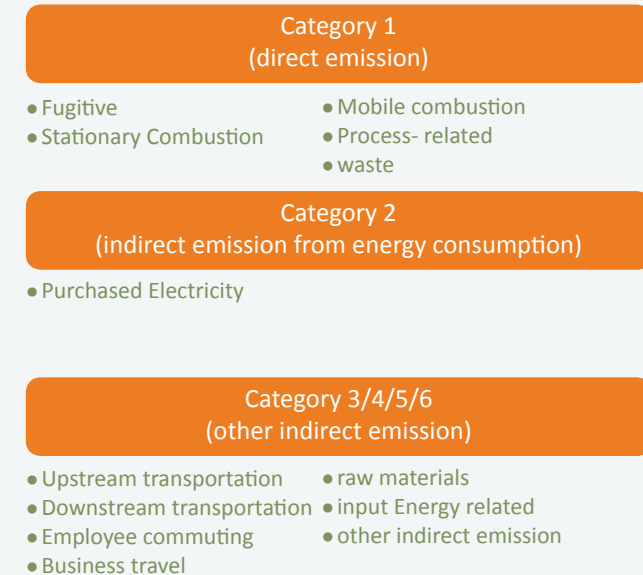 Category 1
(direct emission)
• Fugitive
• Stationary Combustion
• Mobile combustion
• Process- related
• waste
Category 2
(indirect emission from energy consumption)
• Purchased Electricity
Category 3/4/5/6
(other indirect emission)
• Upstream transportation
• Downstream transportation
• Employee commuting
• Business travel
• raw materials
• input Energy related
• other indirect emission